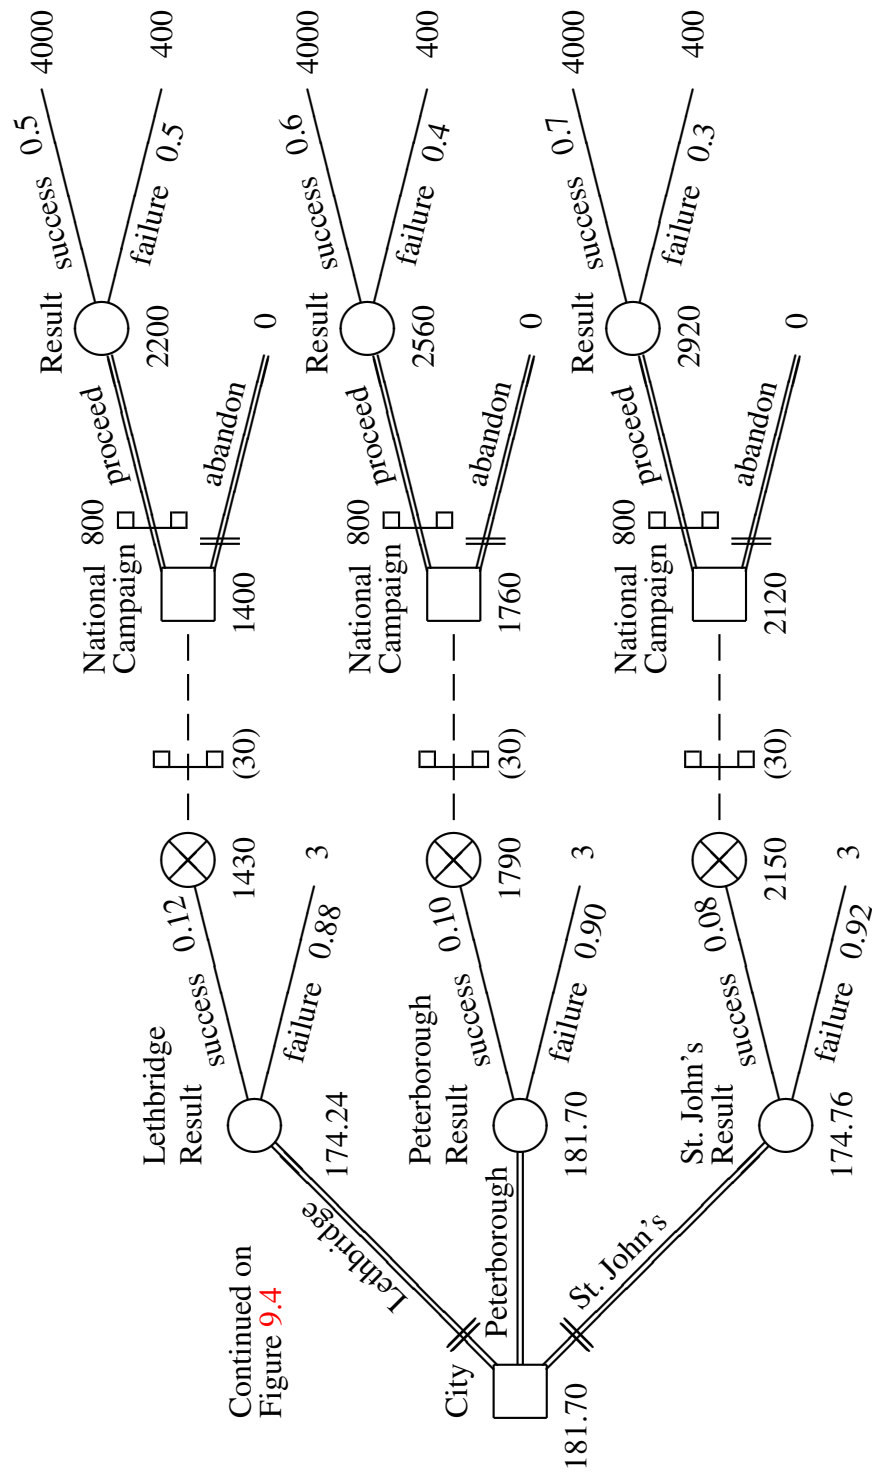 Continued on
Figure 9.4
City
181.70
Lethbridge
Lethbridge
Result
174.24
success 0.12
failure 0.88
1430
3
(30)
National 800
Campaign
1400
proceed
abandon
Result
2200
0
success 0.5
failure 0.5
4000
400
Peterborough
Peterborough
Result
181.70
success 0.10
failure 0.90
1790
3
(30)
National 800
Campaign
1760
proceed
abandon
Result
2560
0
success 0.6
failure 0.4
4000
400
St. John's
St. John's
Result
174.76
success 0.08
failure 0.92
2150
3
(30)
National 800
Campaign
2120
proceed
abandon
Result
2920
0
success 0.7
failure 0.3
4000
400